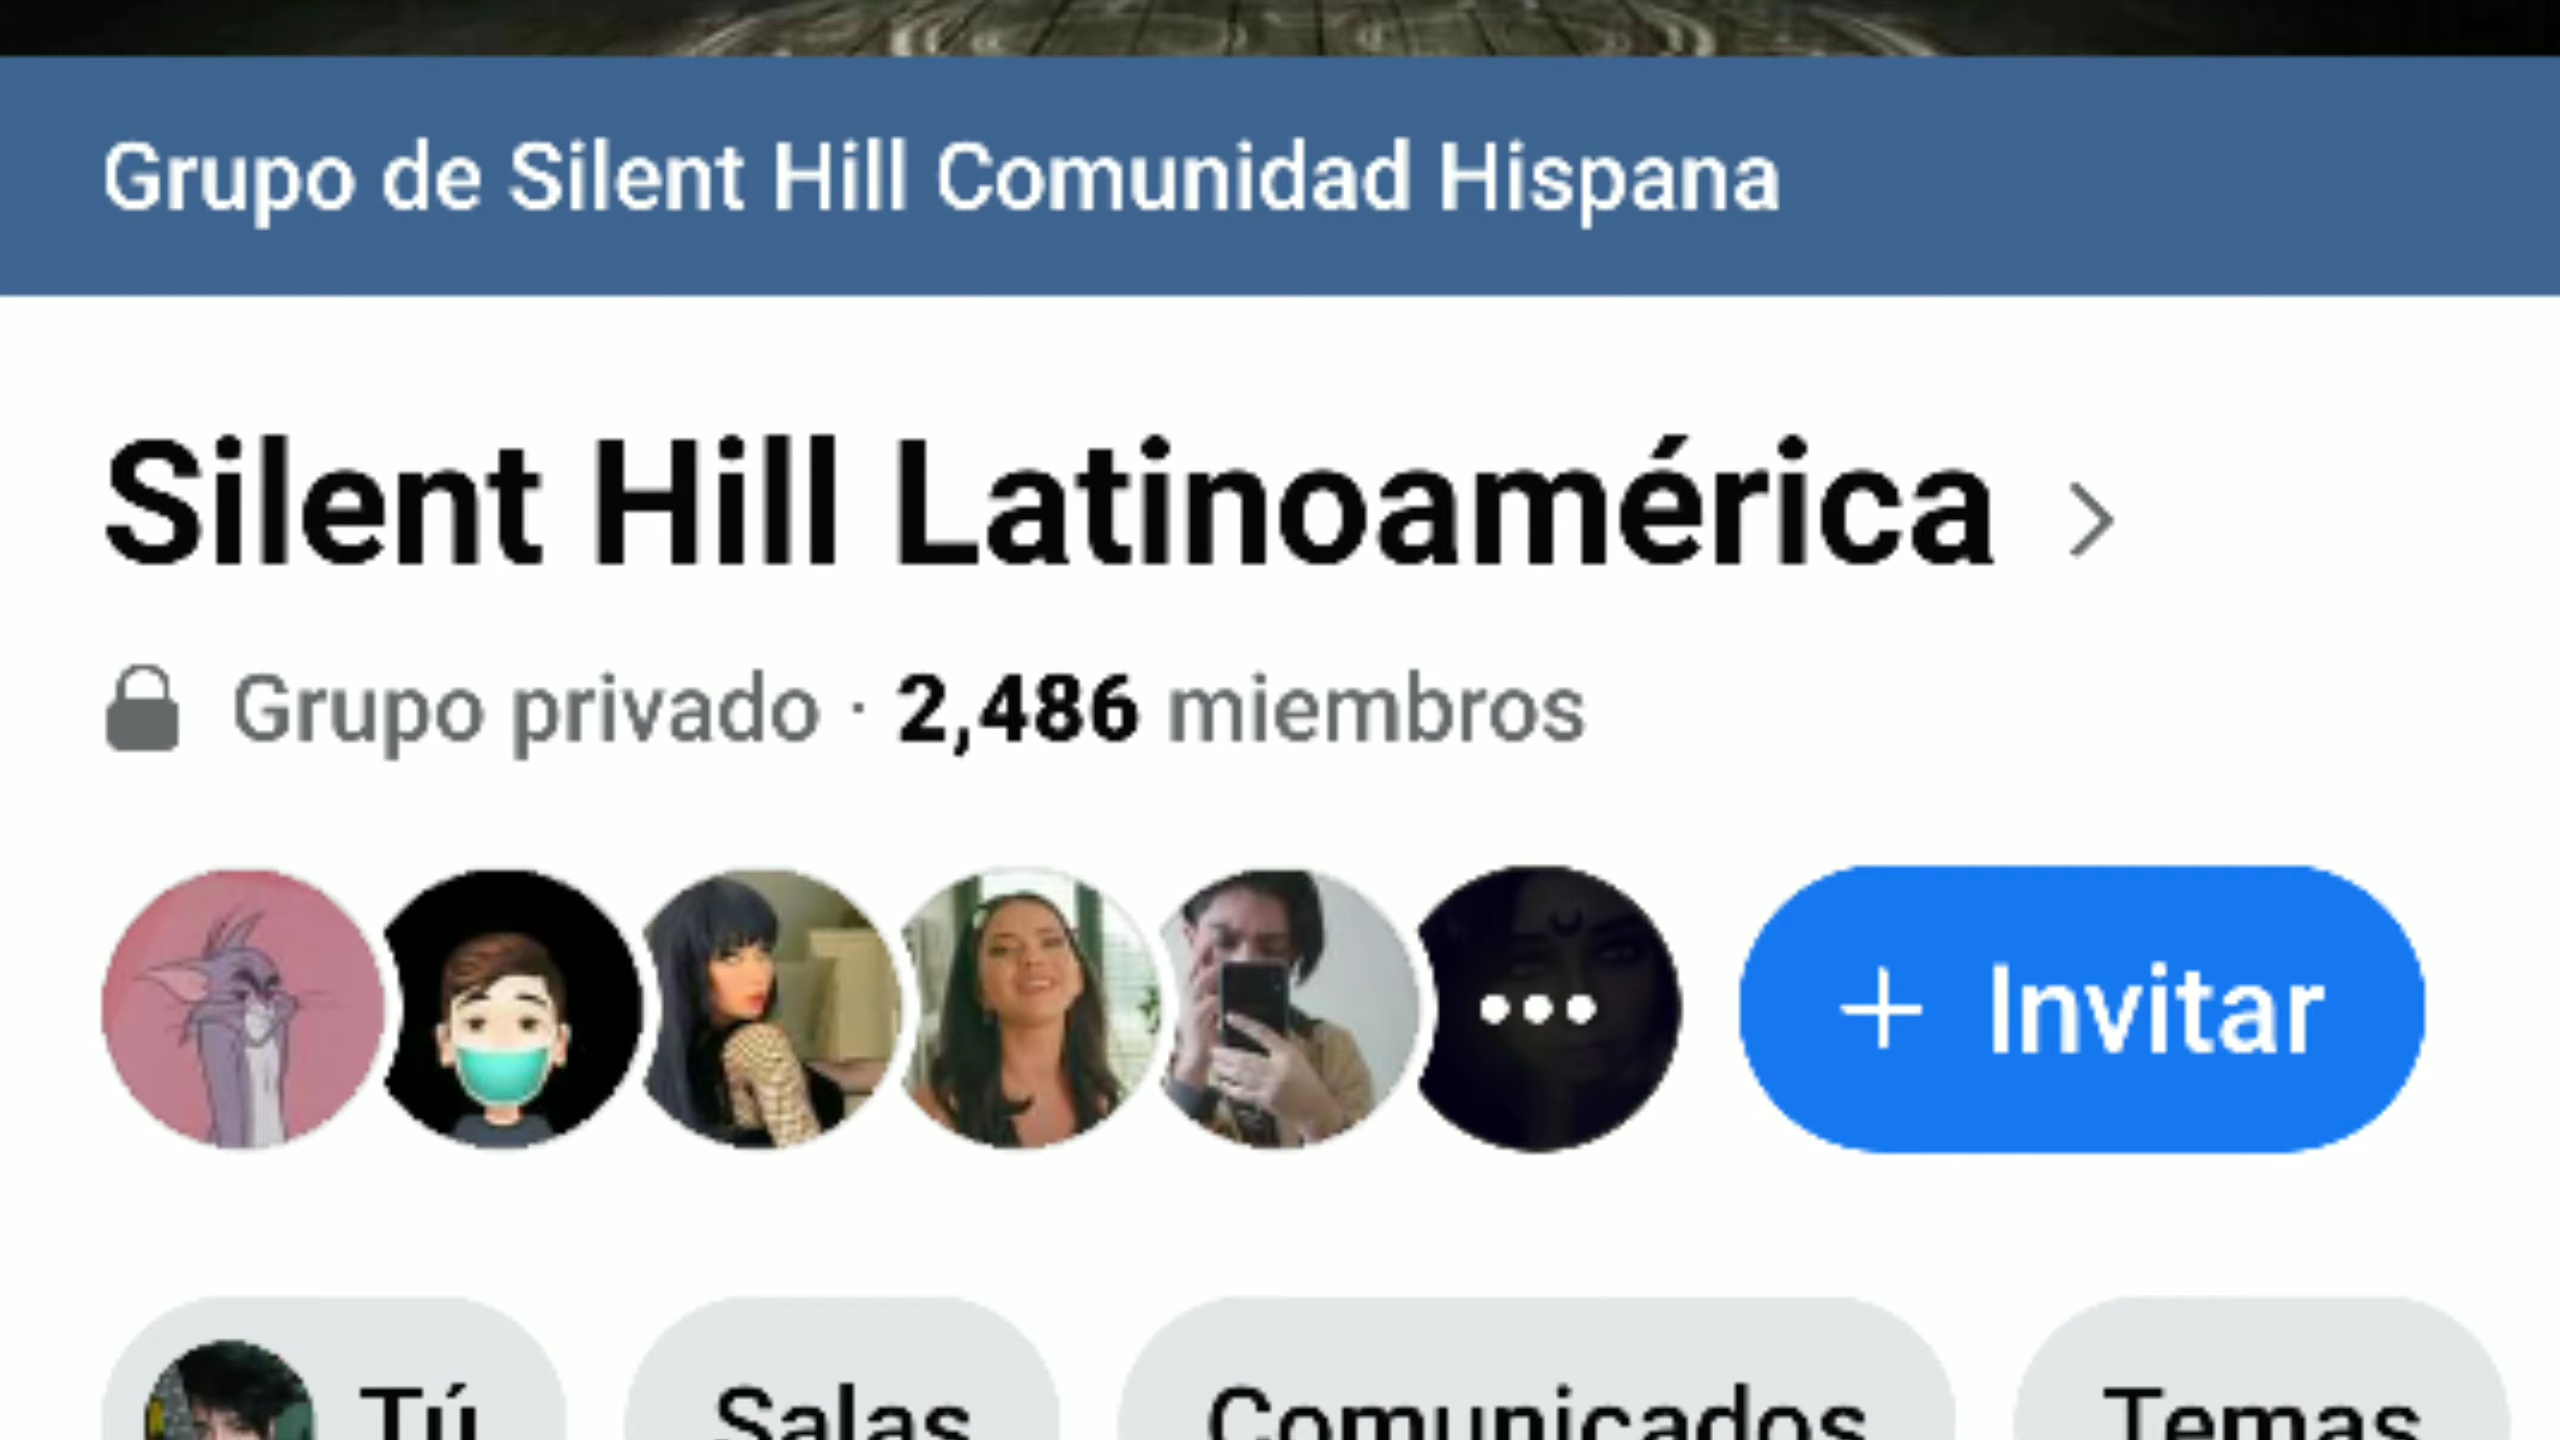 Grupo de Silent Hill Comunidad Hispana
Silent Hill Latinoamérica
Grupo privado · 2,486 miembros
+ Invitar
Tú
Salas
Comunicados
Temas